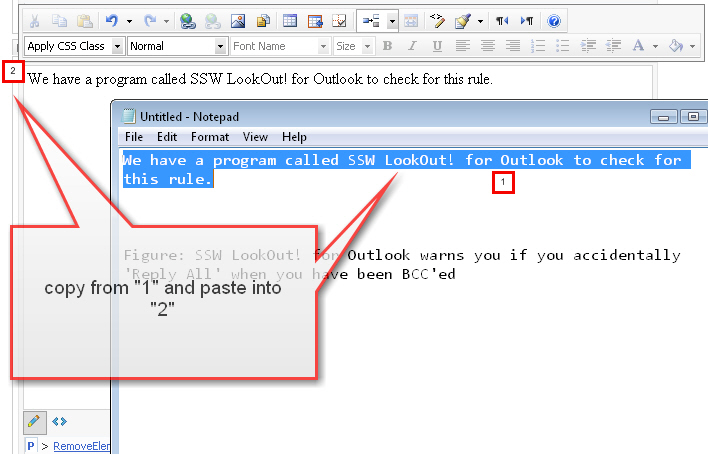 Apply CSS Class Normal Font Name Size B I U A
2
We have a program called SSW LookOut! for Outlook to check for this rule.
Untitled - Notepad
File Edit Format View Help
We have a program called SSW LookOut! for Outlook to check for
this rule.
1
Figure: SSW LookOut! for Outlook warns you if you accidentally
'Reply All' when you have been BCC'ed
copy from "1" and paste into
"2"
P > RemoveEle